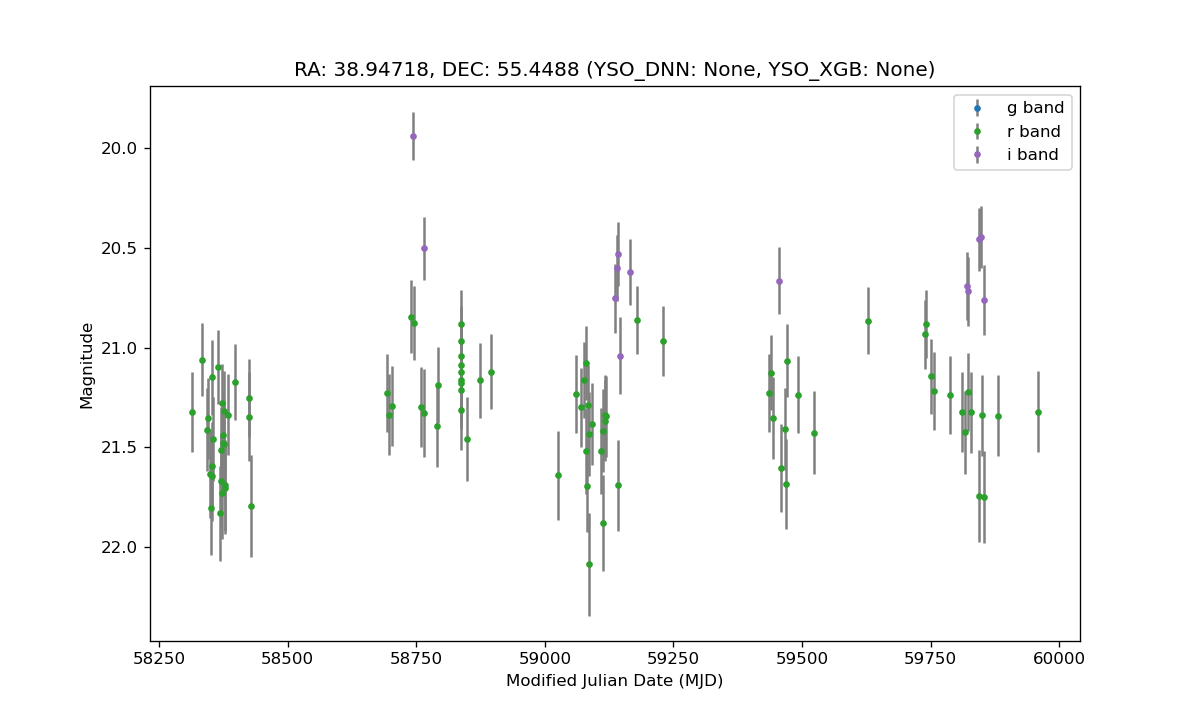 RA: 38.94718, DEC: 55.4488 (YSO_DNN: None, YSO_XGB: None)
g band
r band
i band
Magnitude
20.0
20.5
21.0
21.5
22.0
58250 58500 58750 59000 59250 59500 59750 60000
Modified Julian Date (MJD)